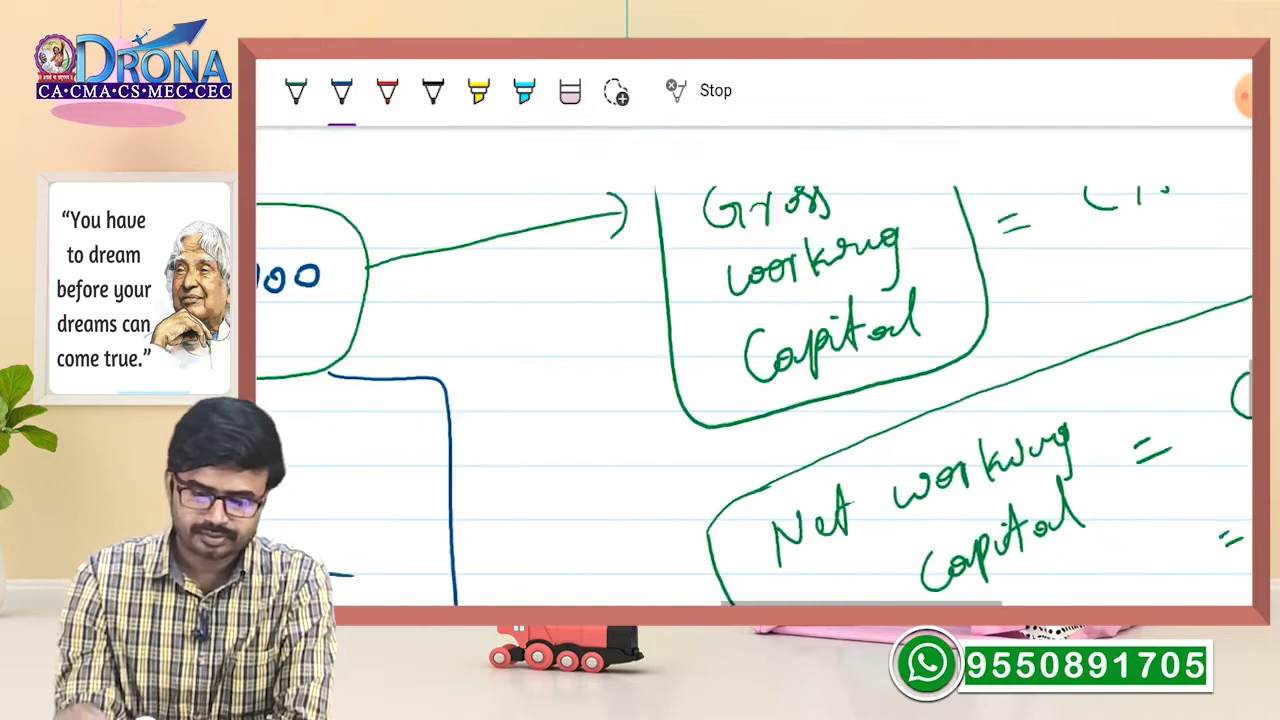 DRONA
CA•CMA•CS•MEC•CEC
“You have
to dream
before your
dreams can
come true.”
Stop
Gross
working
Capital
=
00
Net working
capital
=
=
9550891705